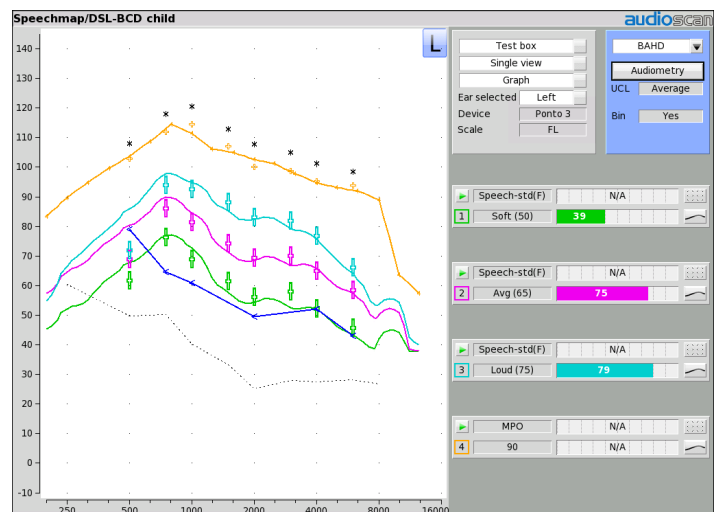 Speechmap/DSL-BCD child
audioscan
L
140
130
120
110
100
90
80
70
60
50
40
30
20
10
0
-10
250 500 1000 2000 4000 8000 16000
Test box
Single view
Graph
Ear selected Left
Device Ponto 3
Scale FL
BAHD
Audiometry
UCL Average
Bin Yes
Speech-std(F) N/A
1 Soft (50) 39
Speech-std(F) N/A
2 Avg (65) 75
Speech-std(F) N/A
3 Loud (75) 79
MPO N/A
4 90 N/A